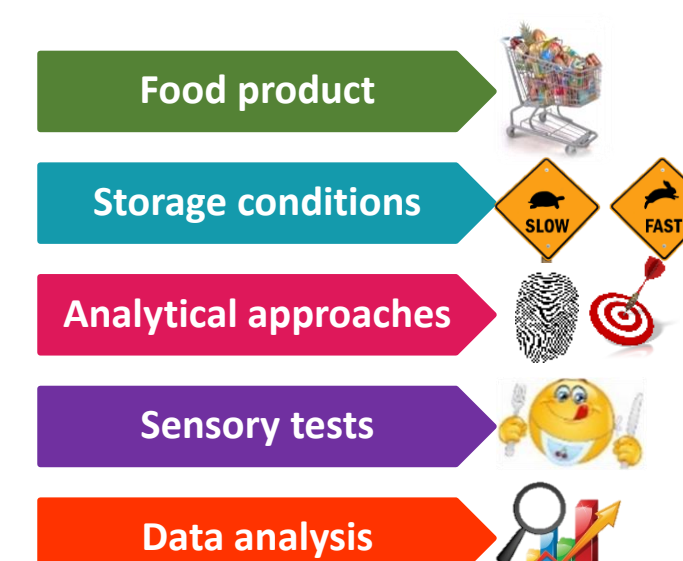 Food product
Storage conditions
SLOW
FAST
Analytical approaches
Sensory tests
Data analysis